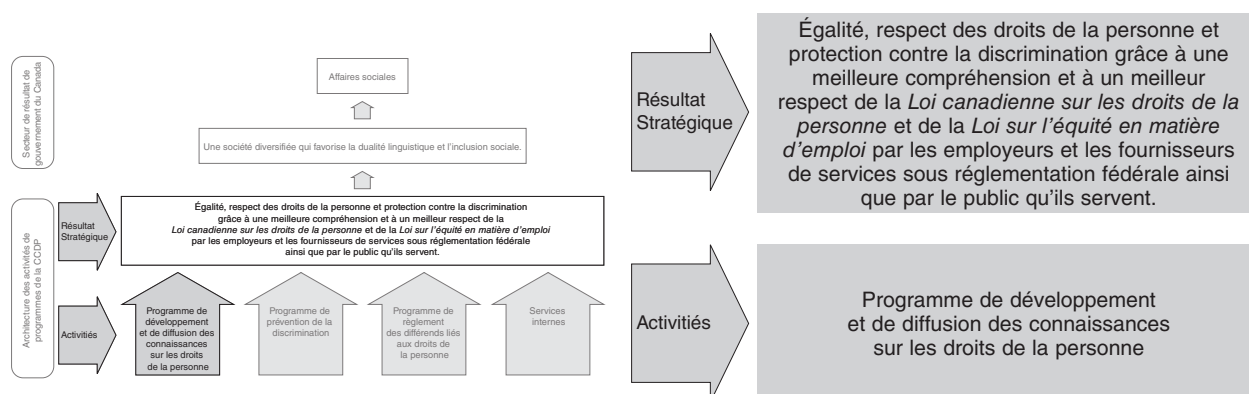 Secteur de résultat de
gouvernement du Canada
Affaires sociales
Une société diversifiée qui favorise la dualité linguistique et l'inclusion sociale.
Architecture des activités de
programmes de la CCDP
Résultat
Stratégique
Égalité, respect des droits de la personne et protection contre la discrimination
grâce à une meilleure compréhension et à un meilleur respect de la
Loi canadienne sur les droits de la personne et de la Loi sur l'équité en matière d'emploi
par les employeurs et les fournisseurs de services sous réglementation fédérale
ainsi que par le public qu'ils servent.
Activitiés
Programme de
développement
et de diffusion des
connaissances
sur les droits
de la personne
Programme de
prévention de la
discrimination
Programme de
règlement
des différends liés
aux droits de
la personne
Services
internes
Résultat
Stratégique
Égalité, respect des droits de la personne et
protection contre la discrimination grâce à une
meilleure compréhension et à un meilleur
respect de la Loi canadienne sur les droits de la
personne et de la Loi sur l'équité en matière
d'emploi par les employeurs et les fournisseurs
de services sous réglementation fédérale ainsi
que par le public qu'ils servent.
Activitiés
Programme de développement
et de diffusion des connaissances
sur les droits de la personne